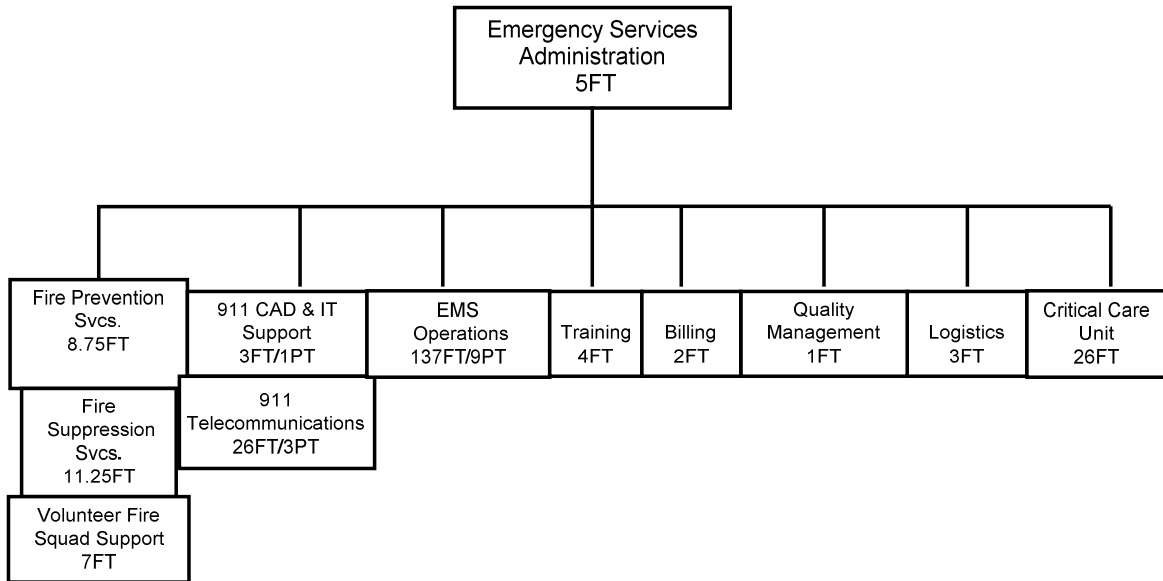 Emergency Services
Administration
5FT
Fire Prevention
Svcs.
8.75FT
911 CAD & IT
Support
3FT/1PT
EMS
Operations
137FT/9PT
Training
4FT
Billing
2FT
Quality
Management
1FT
Logistics
3FT
Critical Care
Unit
26FT
Fire
Suppression
Svcs.
11.25FT
911
Telecommunications
26FT/3PT
Volunteer Fire
Squad Support
7FT